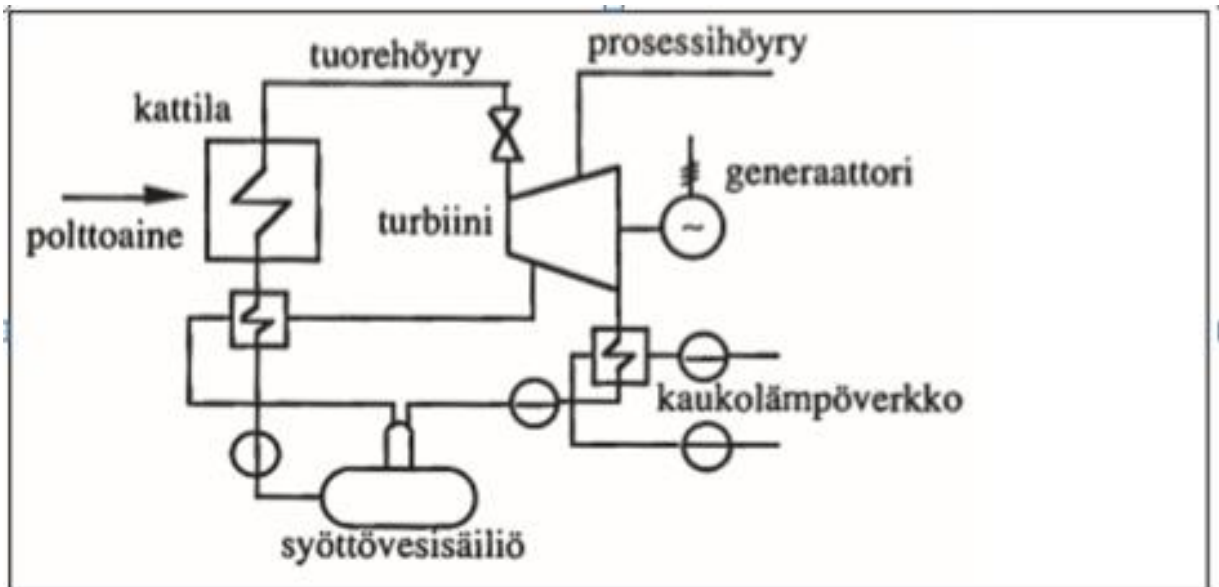 tuorehöyry
prosessihöyry
kattila
generaattori
polttoaine
turbiini
~
kaukolämpöverkko
syöttövesisäiliö